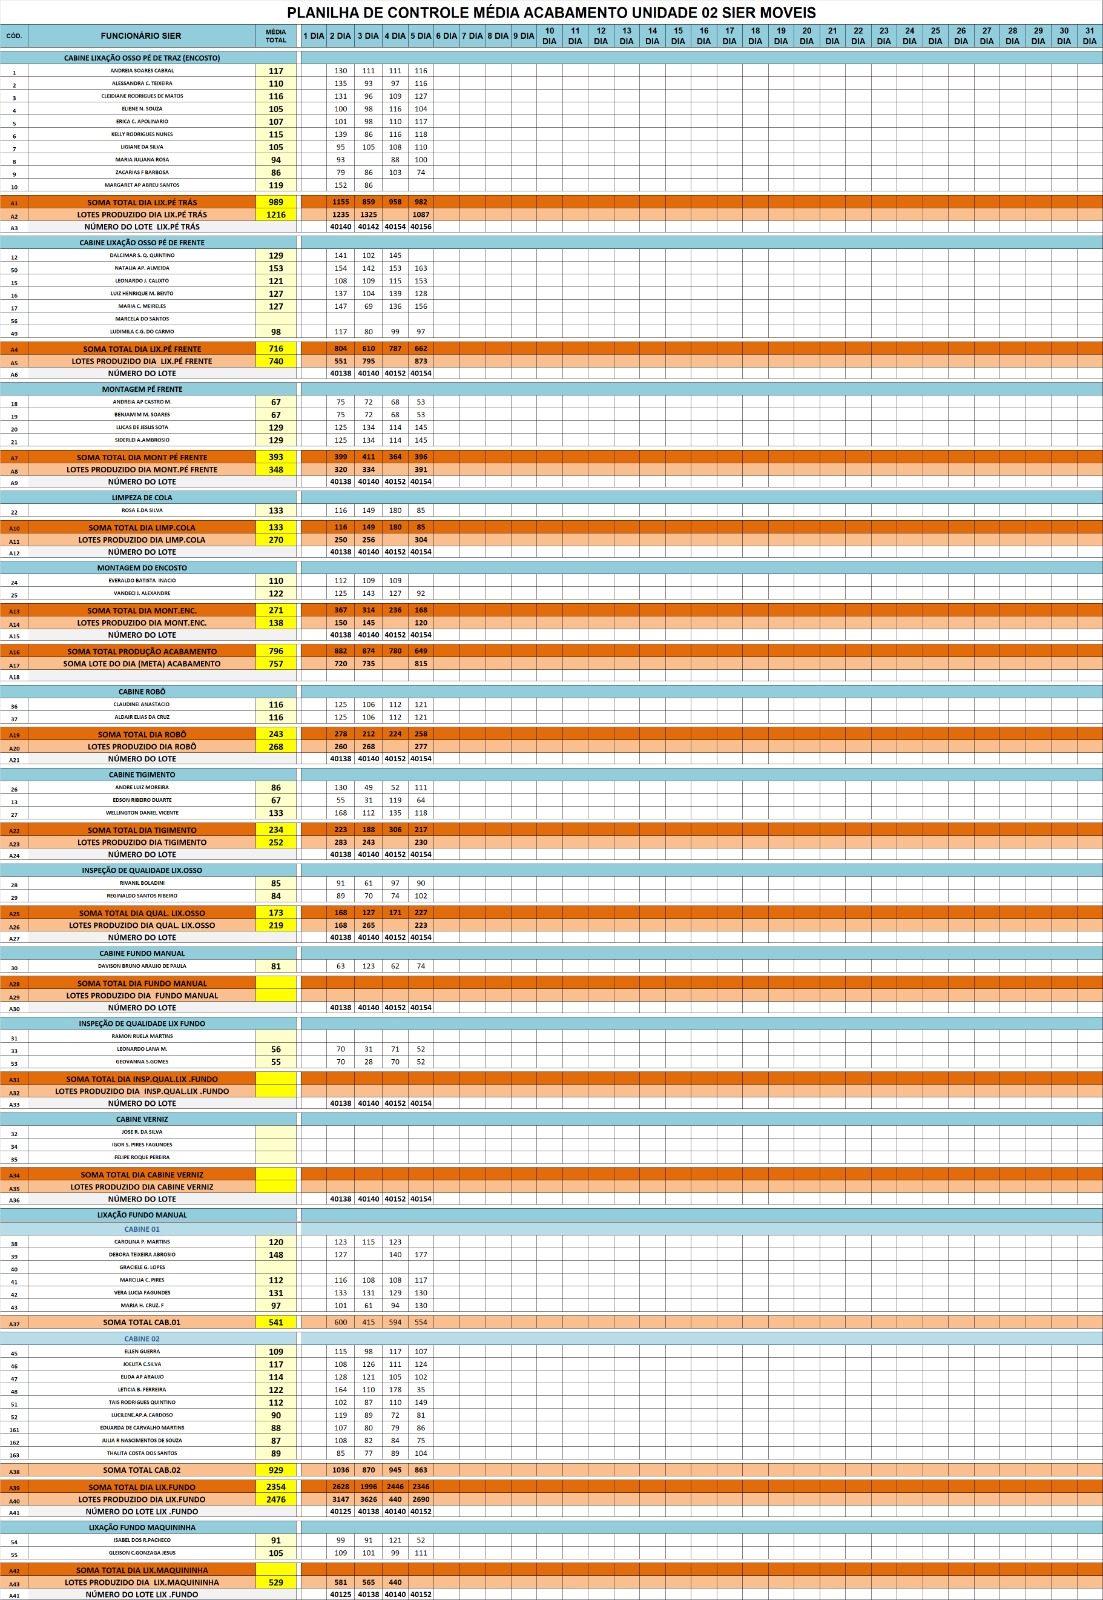 PLANILHA DE CONTROLE MÉDIA ACABAMENTO UNIDADE 02 SIER MOVEIS
CÓD. FUNCIONÁRIO SIER MÉDIA TOTAL 1 DIA 2 DIA 3 DIA 4 DIA 5 DIA 6 DIA 7 DIA 8 DIA 9 DIA 10 DIA 11 DIA 12 DIA 13 DIA 14 DIA 15 DIA 16 DIA 17 DIA 18 DIA 19 DIA 20 DIA 21 DIA 22 DIA 23 DIA 24 DIA 25 DIA 26 DIA 27 DIA 28 DIA 29 DIA 30 DIA 31 DIA
CABINE LIXAÇÃO OSSO PÉ DE TRAZ (ENCOSTO)
1 ANDREIA SOARES CABRAL 117 130 111 111 116
2 ALESSANDRA C. TEIXEIRA 110 135 93 97 116
3 CLEIDIANE RODRIGUES DE MATOS 116 131 96 109 127
4 ELIENE N. SOUZA 105 100 98 116 104
5 ERICA C. APOLINARIO 107 101 98 110 117
6 KELLY RODRIGUES NUNES 115 139 86 116 118
7 LIGIANE DA SILVA 105 95 105 108 110
8 MARIA JULIANA ROSA 94 93 88 100
9 ZACARIAS F BARBOSA 86 79 86 103 74
10 MARGARET AP ABREU SANTOS 119 152 86
A1 SOMA TOTAL DIA LIX.PÉ TRÁS 989 1155 859 958 982
A2 LOTES PRODUZIDO DIA LIX.PÉ TRÁS 1216 1235 1325 1087
A3 NÚMERO DO LOTE LIX.PÉ TRÁS 40140 40142 40154 40156
CABINE LIXAÇÃO OSSO PÉ DE FRENTE
12 DALCIMAR S. Q. QUINTINO 129 141 102 145
50 NATALIA AP. ALMEIDA 153 154 142 153 163
15 LEONARDO J. CALIXTO 121 108 109 115 153
16 LUIZ HENRIQUE M. BENTO 127 137 104 139 128
17 MARIA C. MEIRELES 127 147 69 136 156
56 MARCELA DO SANTOS
49 LUDIMILA C.G. DO CARMO 98 117 80 99 97
A4 SOMA TOTAL DIA LIX.PÉ FRENTE 716 804 610 787 662
A5 LOTES PRODUZIDO DIA LIX.PÉ FRENTE 740 551 795 873
A6 NÚMERO DO LOTE 40138 40140 40152 40154
MONTAGEM PÉ FRENTE
18 ANDREIA AP CASTRO M. 67 75 72 68 53
19 BENJAMIM M. SOARES 67 75 72 68 53
20 LUCAS DE JESUS SOTA 129 125 134 114 145
21 SIDERLEI A.AMBROSIO 129 125 134 114 145
A7 SOMA TOTAL DIA MONT PÉ FRENTE 393 399 411 364 396
A8 LOTES PRODUZIDO DIA MONT.PÉ FRENTE 348 320 334 391
A9 NÚMERO DO LOTE 40138 40140 40152 40154
LIMPEZA DE COLA
22 ROSA E.DA SILVA 133 116 149 180 85
A10 SOMA TOTAL DIA LIMP.COLA 133 116 149 180 85
A11 LOTES PRODUZIDO DIA LIMP.COLA 270 250 256 304
A12 NÚMERO DO LOTE 40138 40140 40152 40154
MONTAGEM DO ENCOSTO
24 EVERALDO BATISTA INACIO 110 112 109 109
25 VANDECI J. ALEXANDRE 122 125 143 127 92
A13 SOMA TOTAL DIA MONT.ENC. 271 367 314 236 168
A14 LOTES PRODUZIDO DIA MONT.ENC. 138 150 145 120
A15 NÚMERO DO LOTE 40138 40140 40152 40154
A16 SOMA TOTAL PRODUÇÃO ACABAMENTO 796 882 874 780 649
A17 SOMA LOTE DO DIA (META) ACABAMENTO 757 720 735 815
A18
CABINE ROBÔ
36 CLAUDINEI ANASTACIO 116 125 106 112 121
37 ALDAIR ELIAS DA CRUZ 116 125 106 112 121
A19 SOMA TOTAL DIA ROBÔ 243 278 212 224 258
A20 LOTES PRODUZIDO DIA ROBÔ 268 260 268 277
A21 NÚMERO DO LOTE 40138 40140 40152 40154
CABINE TIGIMENTO
26 ANDRE LUIZ MOREIRA 86 130 49 52 111
13 EDSON RIBEIRO DUARTE 67 55 31 119 64
27 WELLINGTON DANIEL VICENTE 133 168 112 135 118
A22 SOMA TOTAL DIA TIGIMENTO 234 223 188 306 217
A23 LOTES PRODUZIDO DIA TIGIMENTO 252 283 243 230
A24 NÚMERO DO LOTE 40138 40140 40152 40154
INSPEÇÃO DE QUALIDADE LIX.OSSO
28 RIVANIL BOLADINI 85 91 61 97 90
29 REGINALDO SANTOS RIBEIRO 84 89 70 74 102
A25 SOMA TOTAL DIA QUAL. LIX.OSSO 173 168 127 171 227
A26 LOTES PRODUZIDO DIA QUAL. LIX.OSSO 219 168 265 223
A27 NÚMERO DO LOTE 40138 40140 40152 40154
CABINE FUNDO MANUAL
30 DAVISON BRUNO ARAUJO DE PAULA 81 63 123 62 74
A28 SOMA TOTAL DIA FUNDO MANUAL
A29 LOTES PRODUZIDO DIA FUNDO MANUAL
A30 NÚMERO DO LOTE 40138 40140 40152 40154
INSPEÇÃO DE QUALIDADE LIX FUNDO
31 RAMON RUELA MARTINS
33 LEONARDO LANA M. 56 70 31 71 52
53 GEOVANNA S.GOMES 55 70 28 70 52
A31 SOMA TOTAL DIA INSP.QUAL.LIX .FUNDO
A32 LOTES PRODUZIDO DIA INSP.QUAL.LIX .FUNDO
A33 NÚMERO DO LOTE 40138 40140 40152 40154
CABINE VERNIZ
32 JOSE R. DA SILVA
34 IGOR S. PIRES FAGUNDES
35 FELIPE ROQUE PEREIRA
A34 SOMA TOTAL DIA CABINE VERNIZ
A35 LOTES PRODUZIDO DIA CABINE VERNIZ
A36 NÚMERO DO LOTE 40138 40140 40152 40154
LIXAÇÃO FUNDO MANUAL
CABINE 01
38 CAROLINA P. MARTINS 120 123 115 123
39 DEBORA TEIXEIRA ABROSIO 148 127 140 177
40 GRACIELE G. LOPES
41 MARCILIA C. PIRES 112 116 108 108 117
42 VERA LUCIA FAGUNDES 131 133 131 129 130
43 MARIA H. CRUZ. F 97 101 61 94 130
A37 SOMA TOTAL CAB.01 541 600 415 594 554
CABINE 02
45 ELLEN GUERRA 109 115 98 117 107
46 JOELITA C.SILVA 117 108 126 111 124
47 ELIDA AP ARAUJO 114 128 121 105 102
48 LETICIA B. FERREIRA 122 164 110 178 35
51 TAIS RODRIGUES QUINTINO 112 102 87 110 149
52 LUCILENE.AP.A.CARDOSO 90 119 89 72 81
161 EDUARDA DE CARVALHO MARTINS 88 107 80 79 86
162 JULIA R NASCIMENTOS DE SOUZA 87 108 82 84 75
163 THALITA COSTA DOS SANTOS 89 85 77 89 104
A38 SOMA TOTAL CAB.02 929 1036 870 945 863
A39 SOMA TOTAL DIA LIX.FUNDO 2354 2628 1996 2446 2346
A40 LOTES PRODUZIDO DIA LIX.FUNDO 2476 3147 3626 440 2690
A41 NÚMERO DO LOTE LIX .FUNDO 40125 40138 40140 40152
LIXAÇÃO FUNDO MAQUININHA
54 ISABEL DOS R.PACHECO 91 99 91 121 52
55 GLEISON C.GONZAGA JESUS 105 109 101 99 111
A42 SOMA TOTAL DIA LIX.MAQUININHA
A43 LOTES PRODUZIDO DIA LIX.MAQUININHA 529 581 565 440
A41 NÚMERO DO LOTE LIX .FUNDO 40125 40138 40140 40152